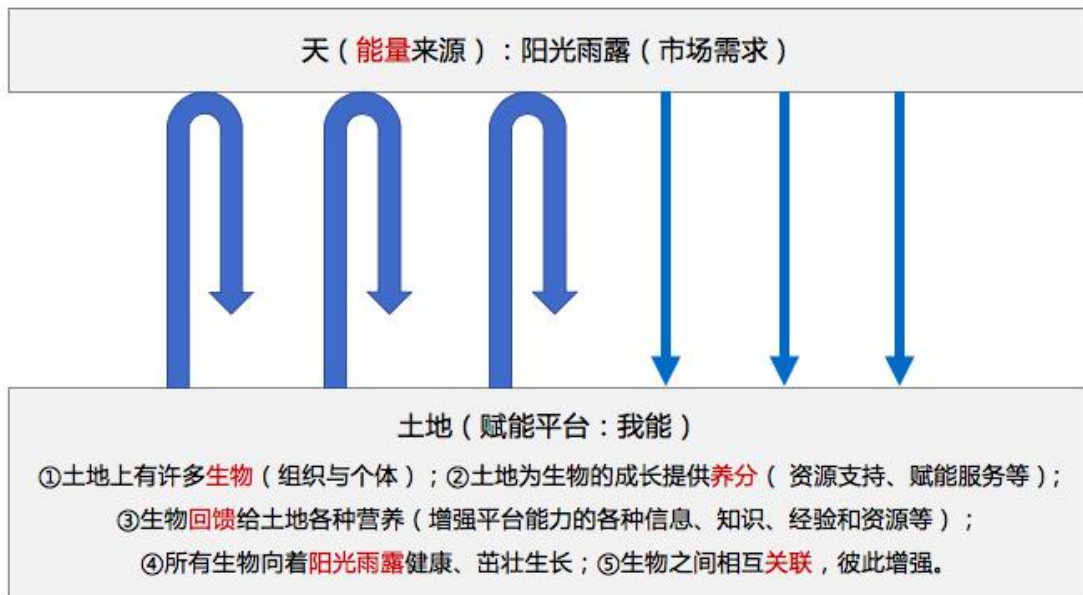 天（能量来源）：阳光雨露（市场需求）
土地（赋能平台：我能）
①土地上有许多生物（组织与个体）；②土地为生物的成长提供养分（ 资源支持、赋能服务等）；
③生物回馈给土地各种营养（增强平台能力的各种信息、知识、经验和资源等）；
④所有生物向着阳光雨露健康、茁壮生长；⑤生物之间相互关联，彼此增强。